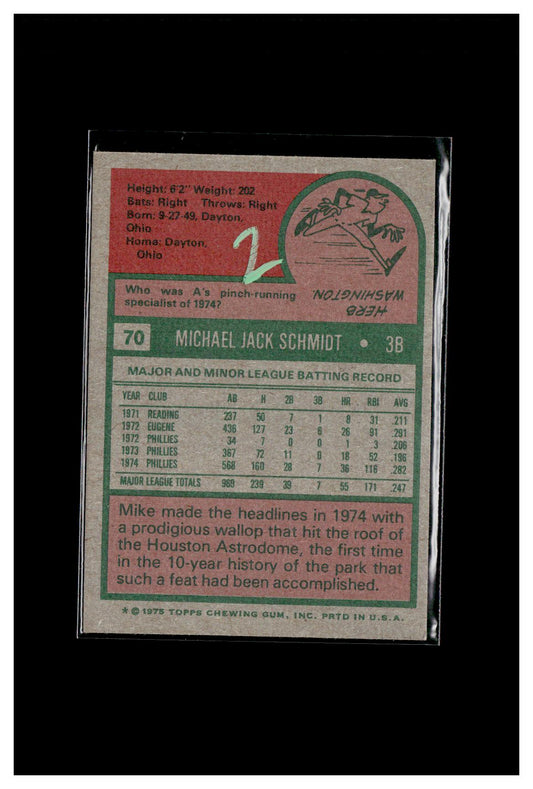 Height: 6'2" Weight: 202
Bats: Right Throws: Right
Born: 9-27-49, Dayton,
Ohio
Home: Dayton,
Ohio
2
Who was A's pinch-running
specialist of 1974?
HERB
WASHINGTON.
70 MICHAEL JACK SCHMIDT • 3B
MAJOR AND MINOR LEAGUE BATTING RECORD
YEAR CLUB AB H 2B 3B HR RBI AVG
1971 READING 237 50 7 1 8 31 .211
1972 EUGENE 436 127 23 6 26 91 .291
1972 PHILLIES 34 7 0 0 1 3 .206
1973 PHILLIES 367 72 11 0 18 52 .196
1974 PHILLIES 568 160 28 7 36 116 .282
MAJOR LEAGUE TOTALS 969 239 39 7 55 171 .247
Mike made the headlines in 1974 with
a prodigious wallop that hit the roof of
the Houston Astrodome, the first time
in the 10-year history of the park that
such a feat had been accomplished.
* © 1975 TOPPS CHEWING GUM, INC. PRTD IN U.S.A.